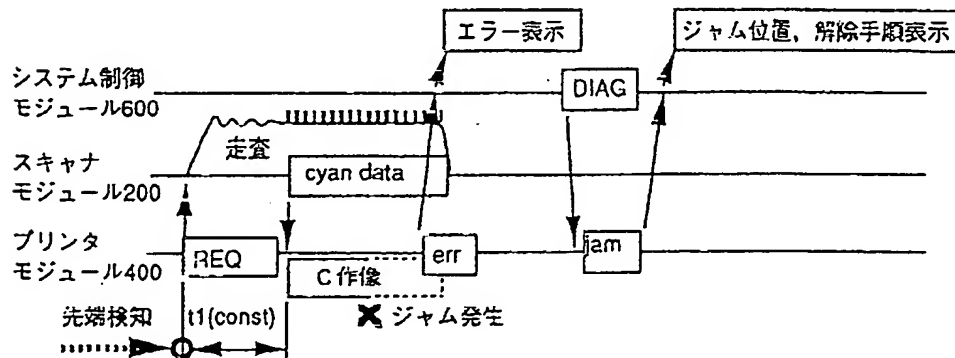 エラー表示
ジャム位置，解除手順表示
システム制御
モジュール600
DIAG
走査
スキャナ
モジュール200
cyan data
プリンタ
モジュール400
REQ
err
jam
C作像
先端検知
t1(const)
ジャム発生